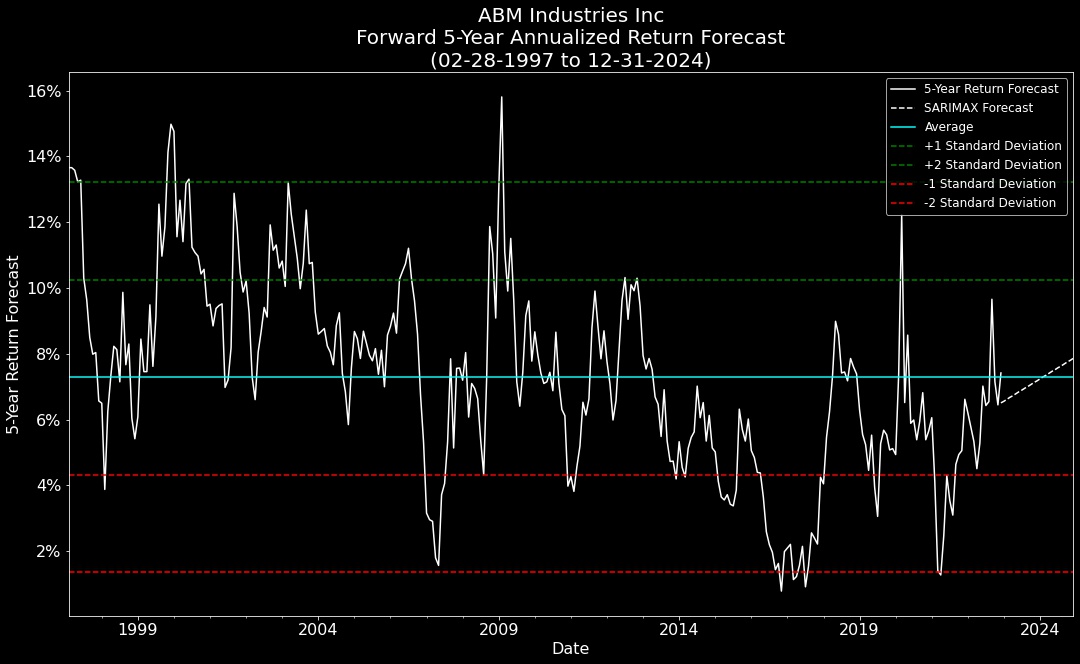 ABM Industries Inc
Forward 5-Year Annualized Return Forecast
(02-28-1997 to 12-31-2024)
5-Year Return Forecast
SARIMAX Forecast
Average
+1 Standard Deviation
+2 Standard Deviation
-1 Standard Deviation
-2 Standard Deviation
5-Year Return Forecast
16%
14%
12%
10%
8%
6%
4%
2%
1999
2004
2009
2014
2019
2024
Date